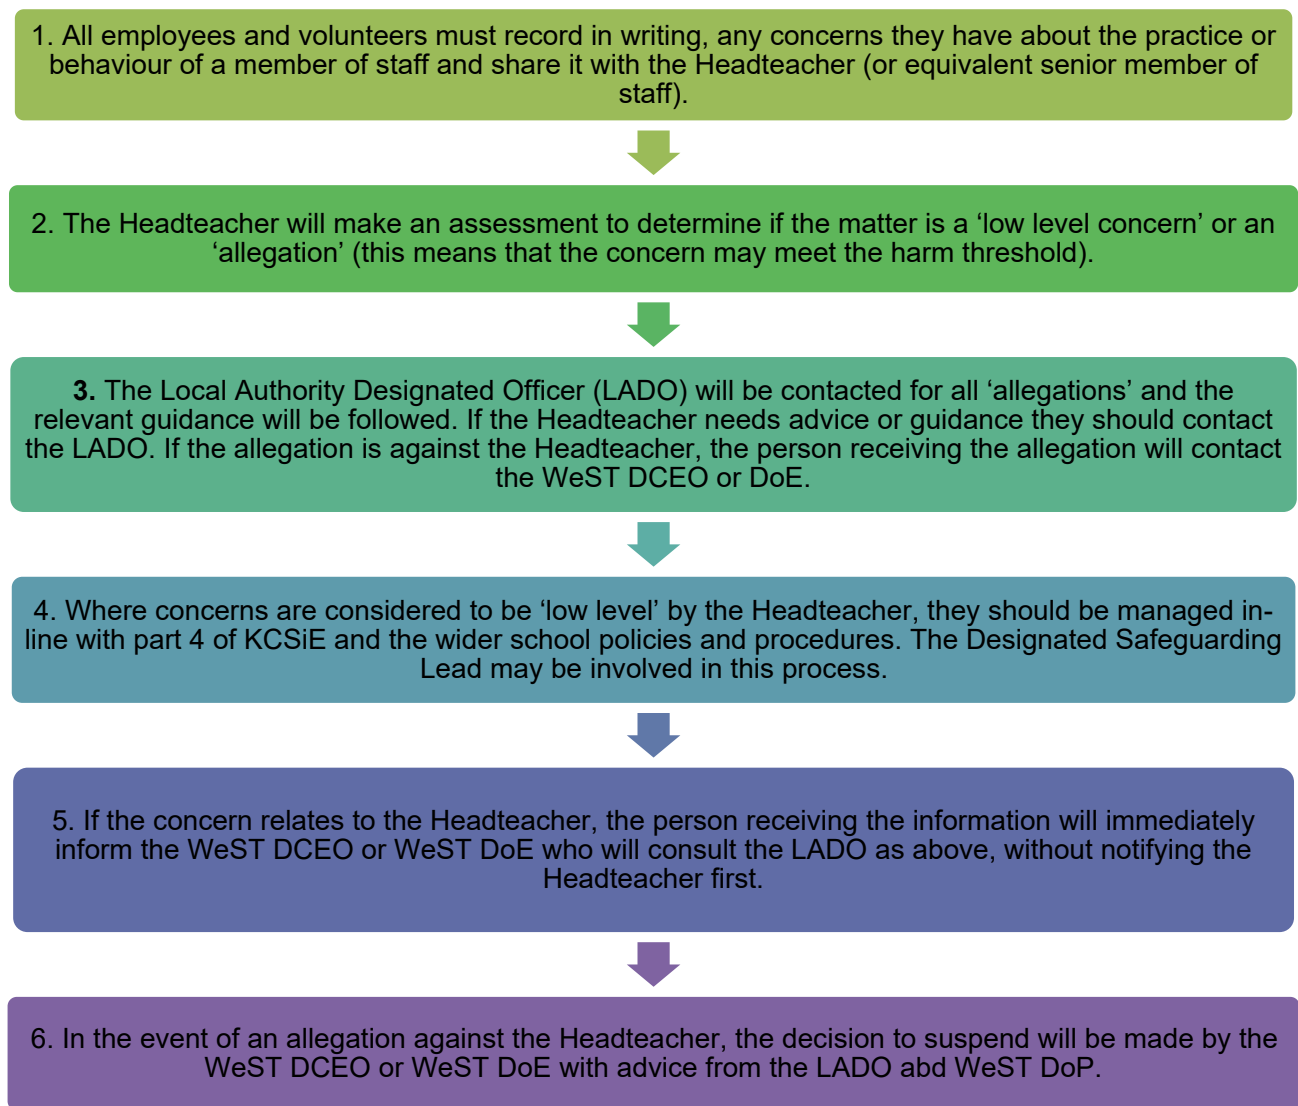 1. All employees and volunteers must record in writing, any concerns they have about the practice or
behaviour of a member of staff and share it with the Headteacher (or equivalent senior member of
staff).
2. The Headteacher will make an assessment to determine if the matter is a ‘low level concern’ or an
‘allegation’ (this means that the concern may meet the harm threshold).
3. The Local Authority Designated Officer (LADO) will be contacted for all ‘allegations’ and the
relevant guidance will be followed. If the Headteacher needs advice or guidance they should contact
the LADO. If the allegation is against the Headteacher, the person receiving the allegation will contact
the WeST DCEO or DoE.
4. Where concerns are considered to be ‘low level’ by the Headteacher, they should be managed in-
line with part 4 of KCSiE and the wider school policies and procedures. The Designated Safeguarding
Lead may be involved in this process.
5. If the concern relates to the Headteacher, the person receiving the information will immediately
inform the WeST DCEO or WeST DoE who will consult the LADO as above, without notifying the
Headteacher first.
6. In the event of an allegation against the Headteacher, the decision to suspend will be made by the
WeST DCEO or WeST DoE with advice from the LADO abd WeST DoP.